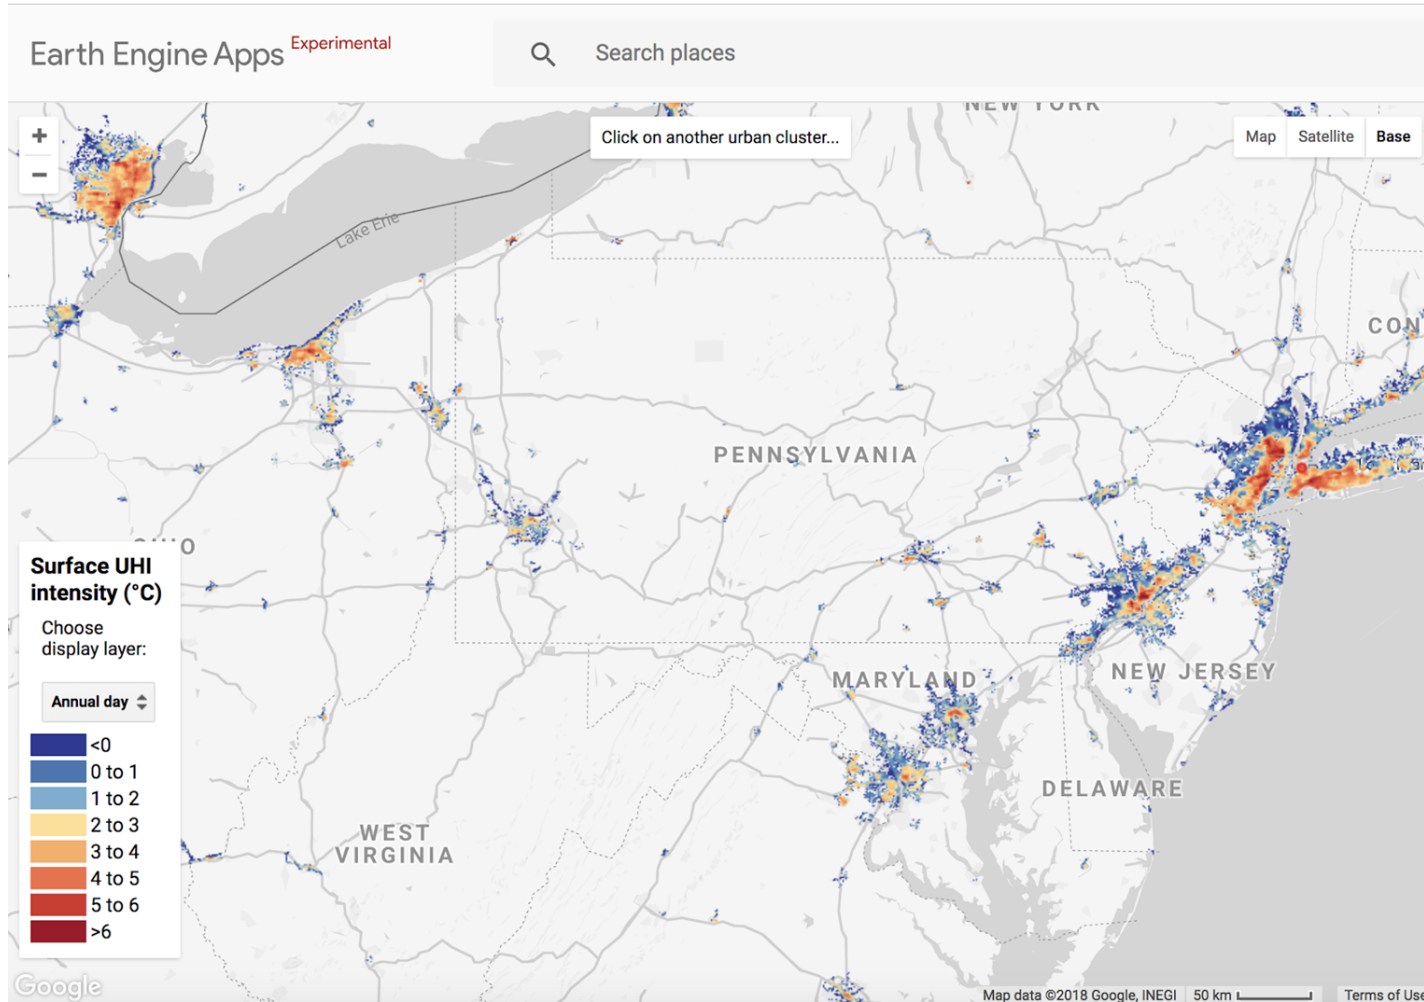 Earth Engine Apps Experimental
Search places
NEW YORK
+
Click on another urban cluster...
Map Satellite Base
−
Lake Erie
CON
PENNSYLVANIA
Surface UHI
intensity (°C)
Choose
display layer:
Annual day
<0
0 to 1
1 to 2
2 to 3
3 to 4
4 to 5
5 to 6
>6
MARYLAND
NEW JERSEY
DELAWARE
WEST
VIRGINIA
Google
Map data ©2018 Google, INEGI 50 km Terms of Use